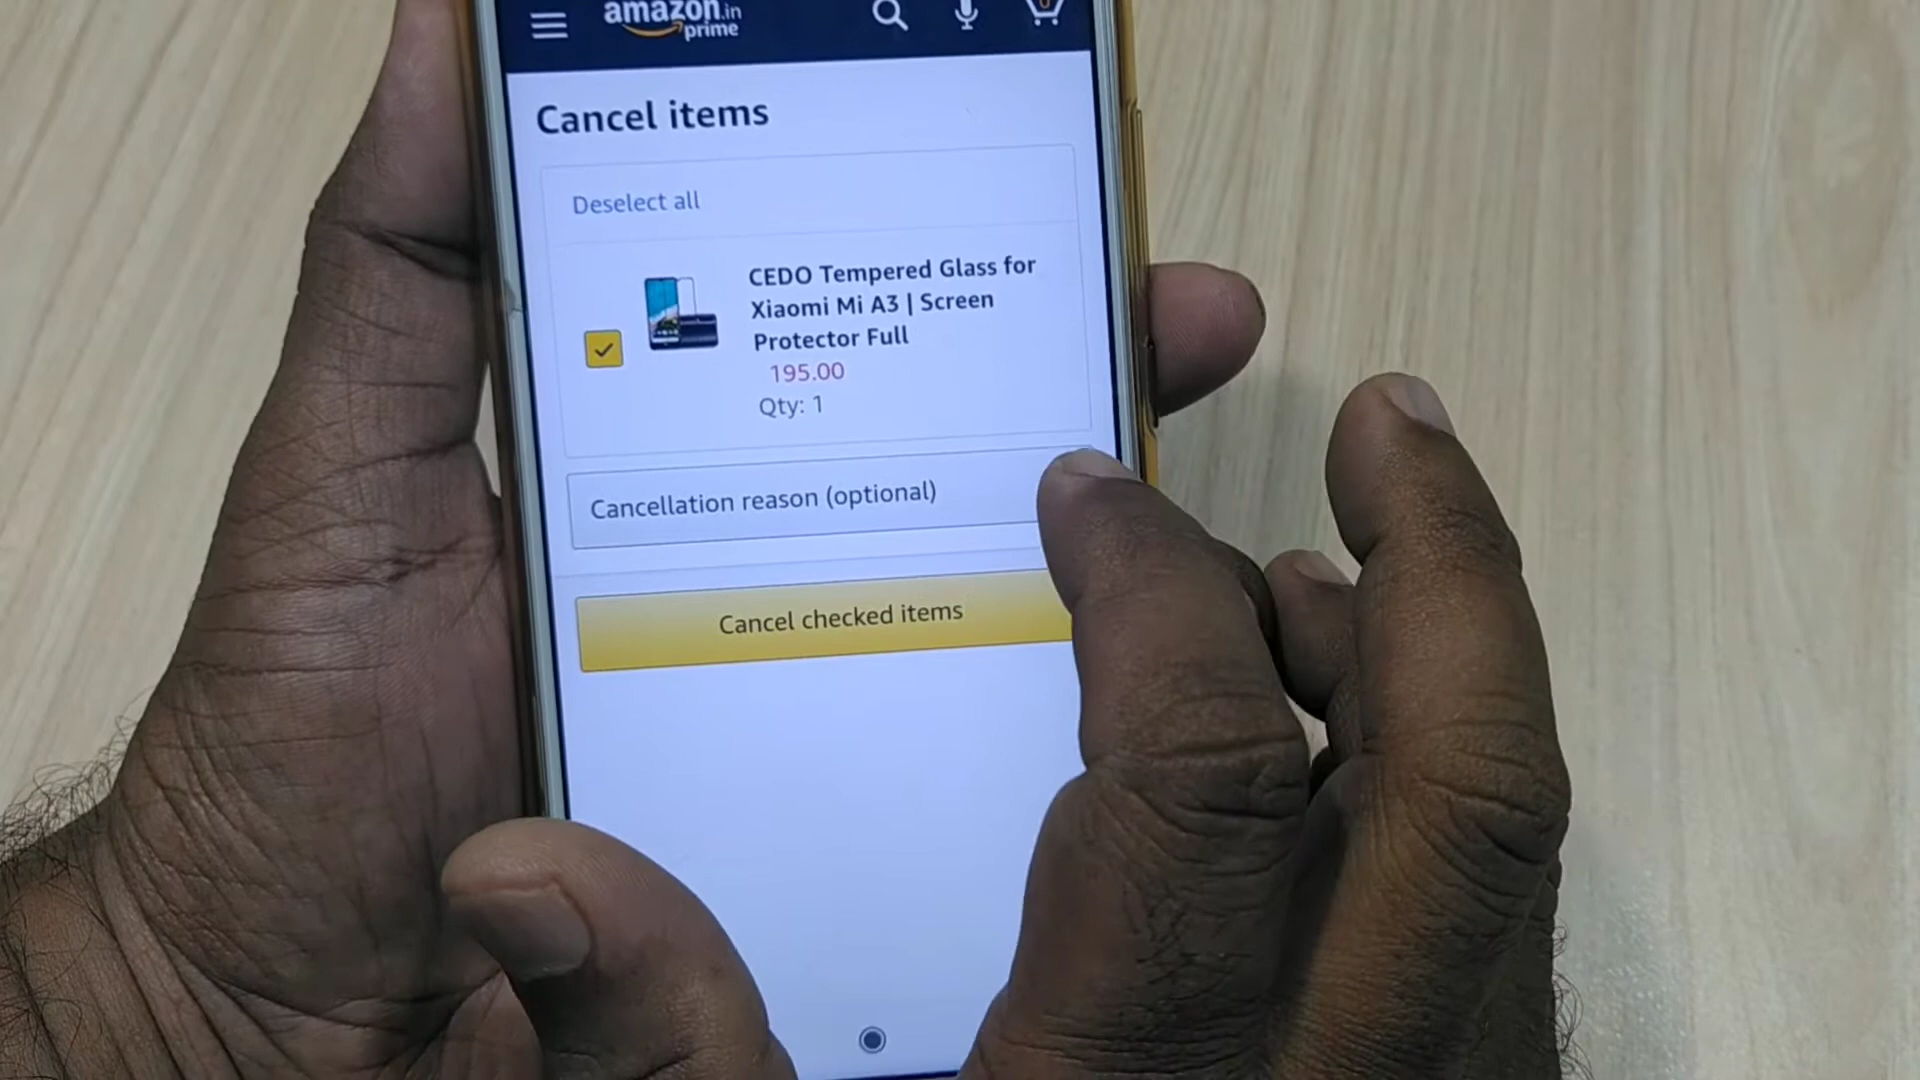 amazon.in
prime
0
Cancel items
Deselect all
CEDO Tempered Glass for
Xiaomi Mi A3 | Screen
Protector Full
195.00
Qty: 1
Cancellation reason (optional)
Cancel checked items